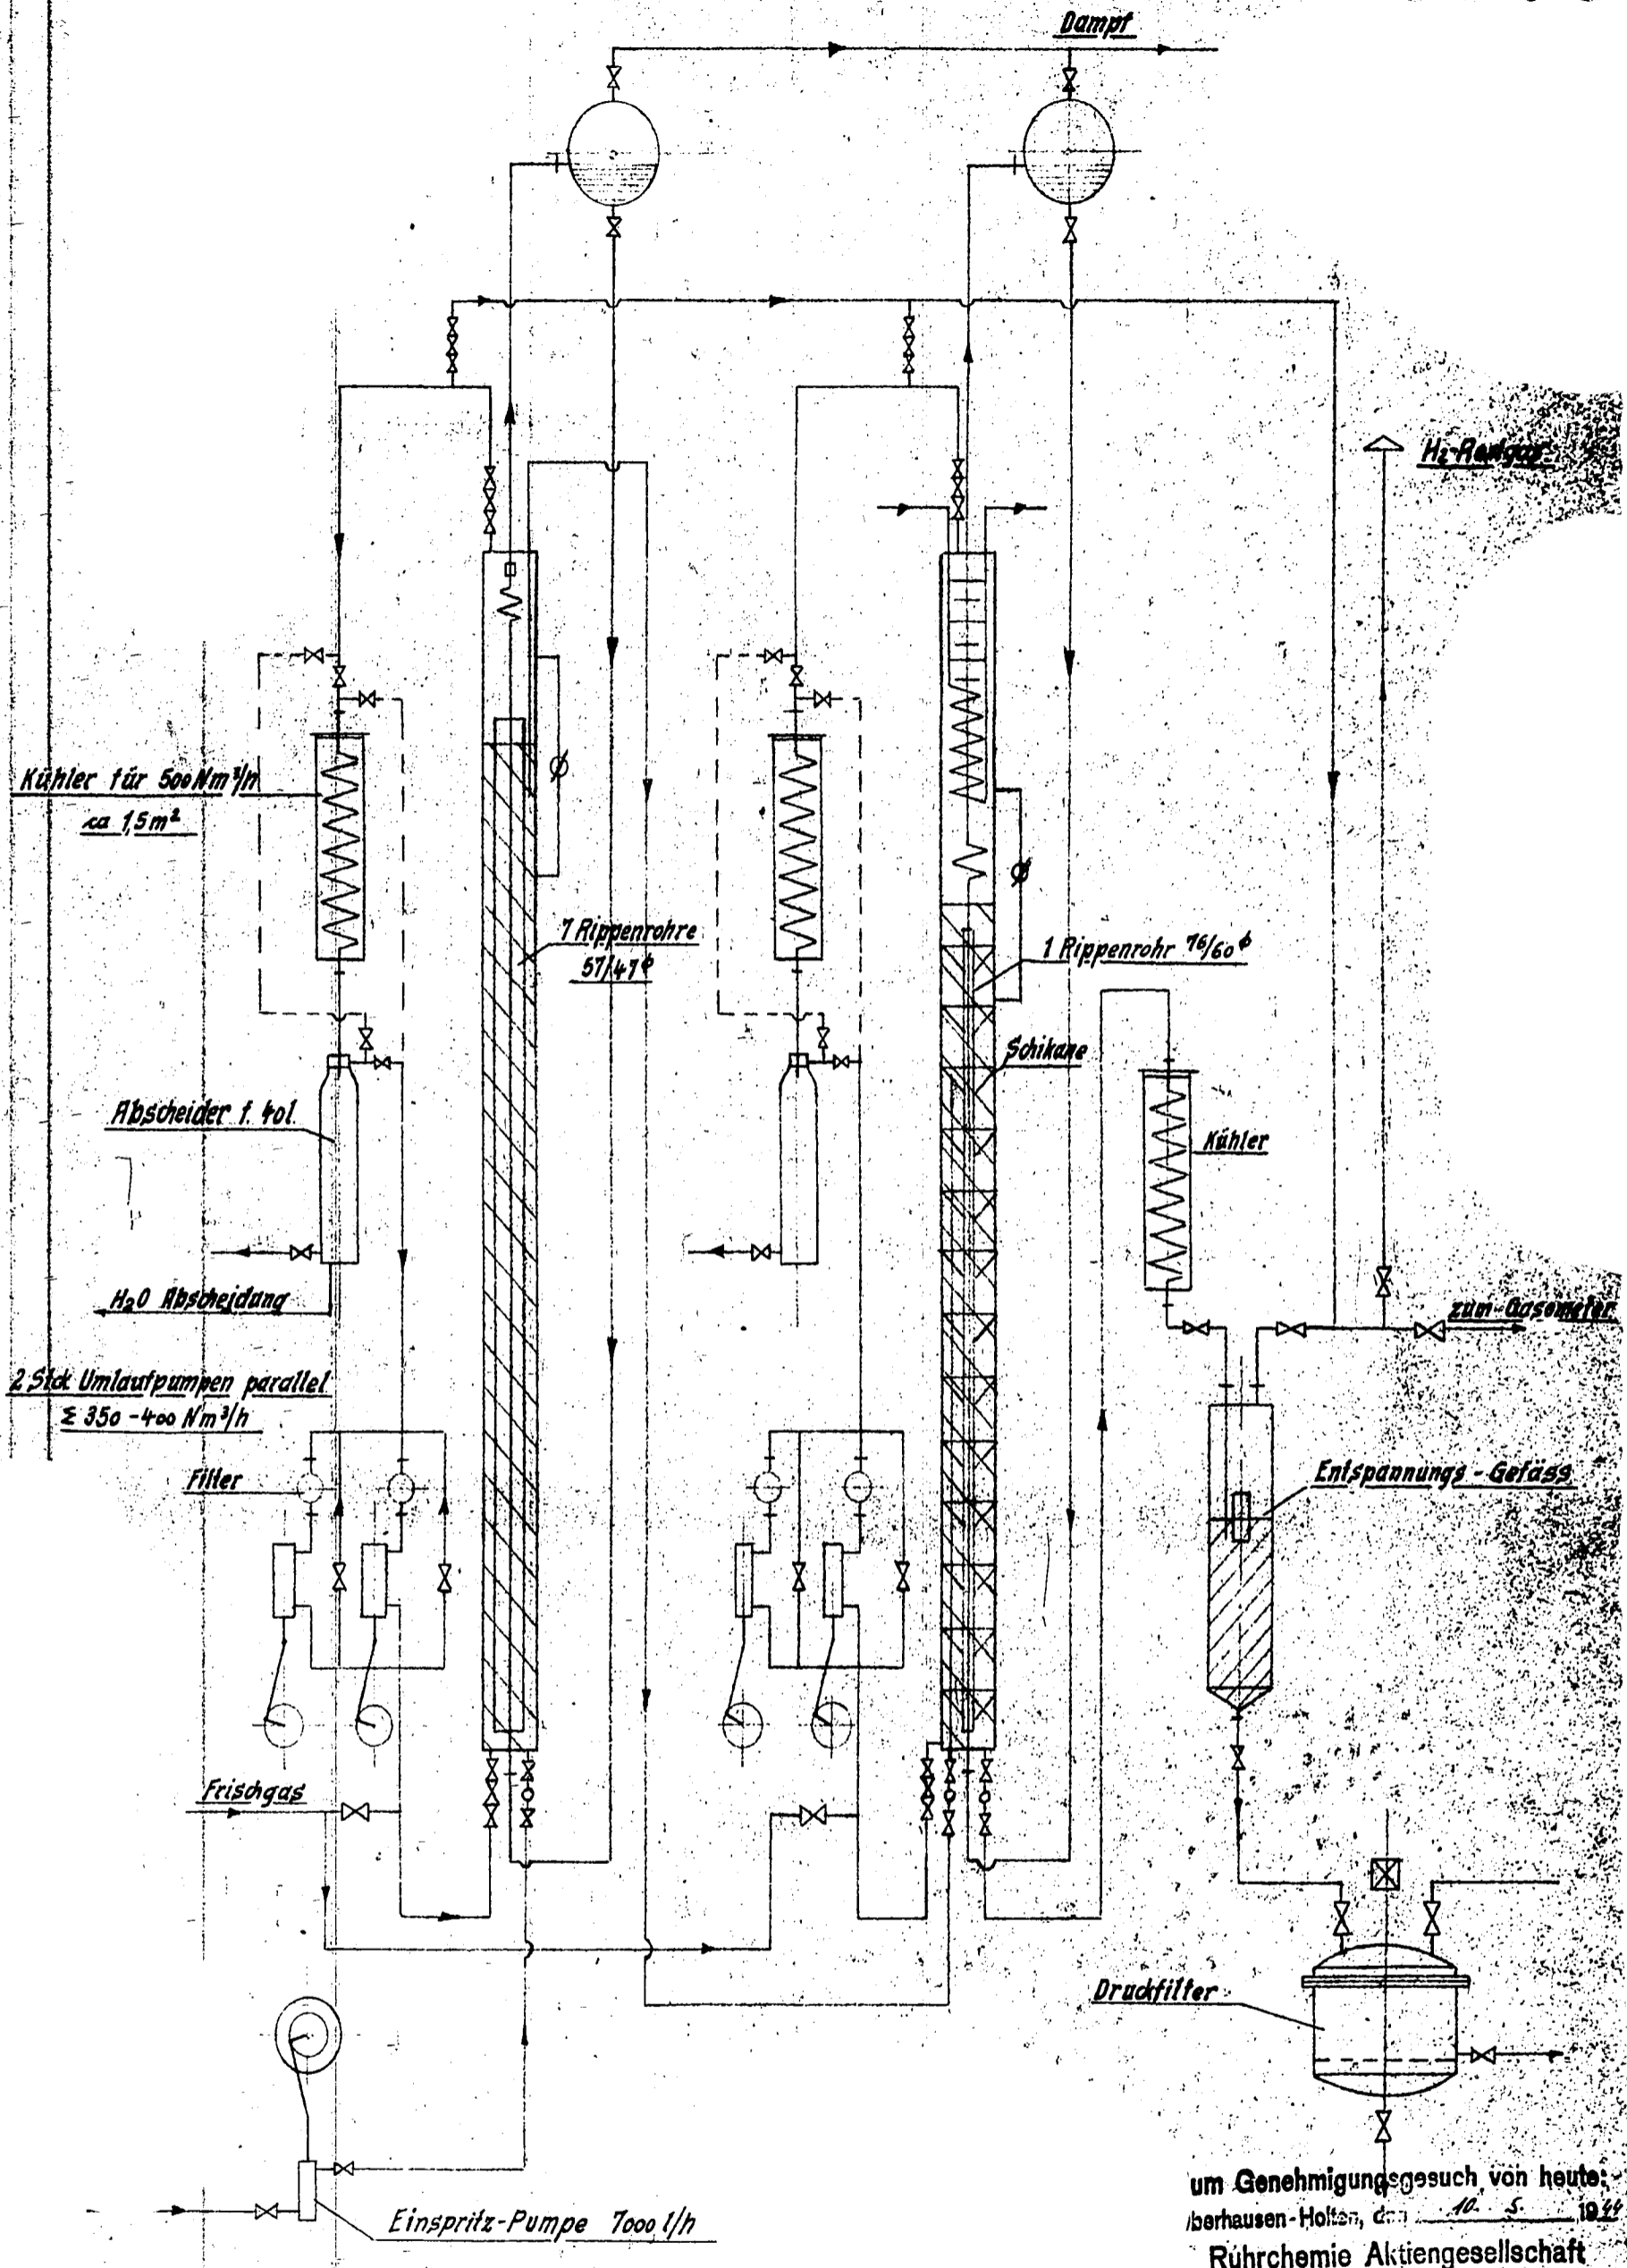 Dampf
H₂-Restgas
Kühler für 500 Nm³/h
ca 1,5 m²
7 Rippenrohre
57/47 ϕ
1 Rippenrohr 76/60 ϕ
Schikane
Abscheider f. 40 l.
Kühler
H₂O Abscheidung
zum Gasometer
2 Stck Umlaufpumpen parallel
Σ 350 - 400 Nm³/h
Filter
Entspannungs - Gefäss
Frischgas
Druckfilter
Einspritz-Pumpe 7000 l/h
um Genehmigungsgesuch von heute:
berhausen-Holten, den 10. 5. 1944
Ruhrchemie Aktiengesellschaft